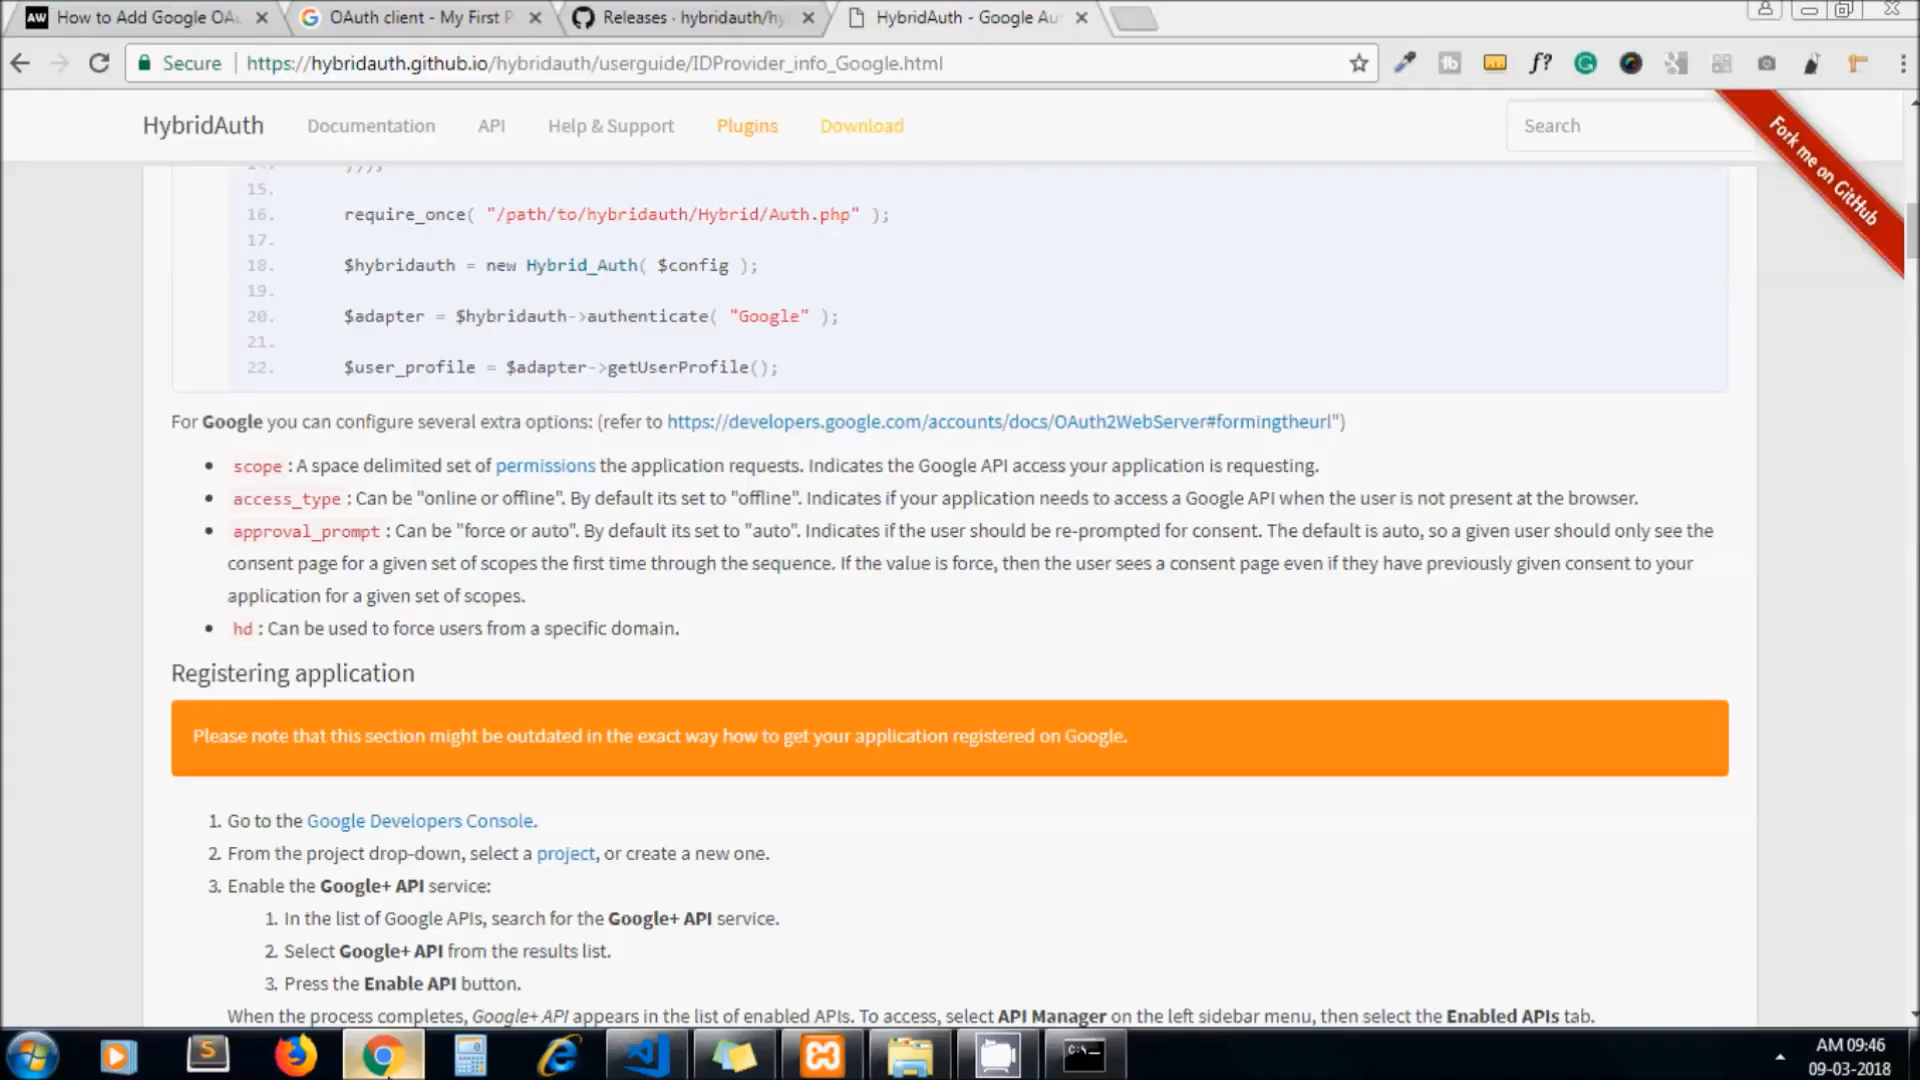 How to Add Google OA
OAuth client - My First P
Releases · hybridauth/hy
HybridAuth - Google Au
Secure
https://hybridauth.github.io/hybridauth/userguide/IDProvider_info_Google.html
HybridAuth
Documentation
API
Help & Support
Plugins
Download
Search
Fork me on GitHub
15.
16. require_once( "/path/to/hybridauth/Hybrid/Auth.php" );
17.
18. $hybridauth = new Hybrid_Auth( $config );
19.
20. $adapter = $hybridauth->authenticate( "Google" );
21.
22. $user_profile = $adapter->getUserProfile();
For Google you can configure several extra options: (refer to https://developers.google.com/accounts/docs/OAuth2WebServer#formingtheurl")
scope : A space delimited set of permissions the application requests. Indicates the Google API access your application is requesting.
access_type : Can be "online or offline". By default its set to "offline". Indicates if your application needs to access a Google API when the user is not present at the browser.
approval_prompt : Can be "force or auto". By default its set to "auto". Indicates if the user should be re-prompted for consent. The default is auto, so a given user should only see the
consent page for a given set of scopes the first time through the sequence. If the value is force, then the user sees a consent page even if they have previously given consent to your
application for a given set of scopes.
hd : Can be used to force users from a specific domain.
Registering application
Please note that this section might be outdated in the exact way how to get your application registered on Google.
1. Go to the Google Developers Console.
2. From the project drop-down, select a project, or create a new one.
3. Enable the Google+ API service:
1. In the list of Google APIs, search for the Google+ API service.
2. Select Google+ API from the results list.
3. Press the Enable API button.
When the process completes, Google+ API appears in the list of enabled APIs. To access, select API Manager on the left sidebar menu, then select the Enabled APIs tab.
AM 09:46
09-03-2018